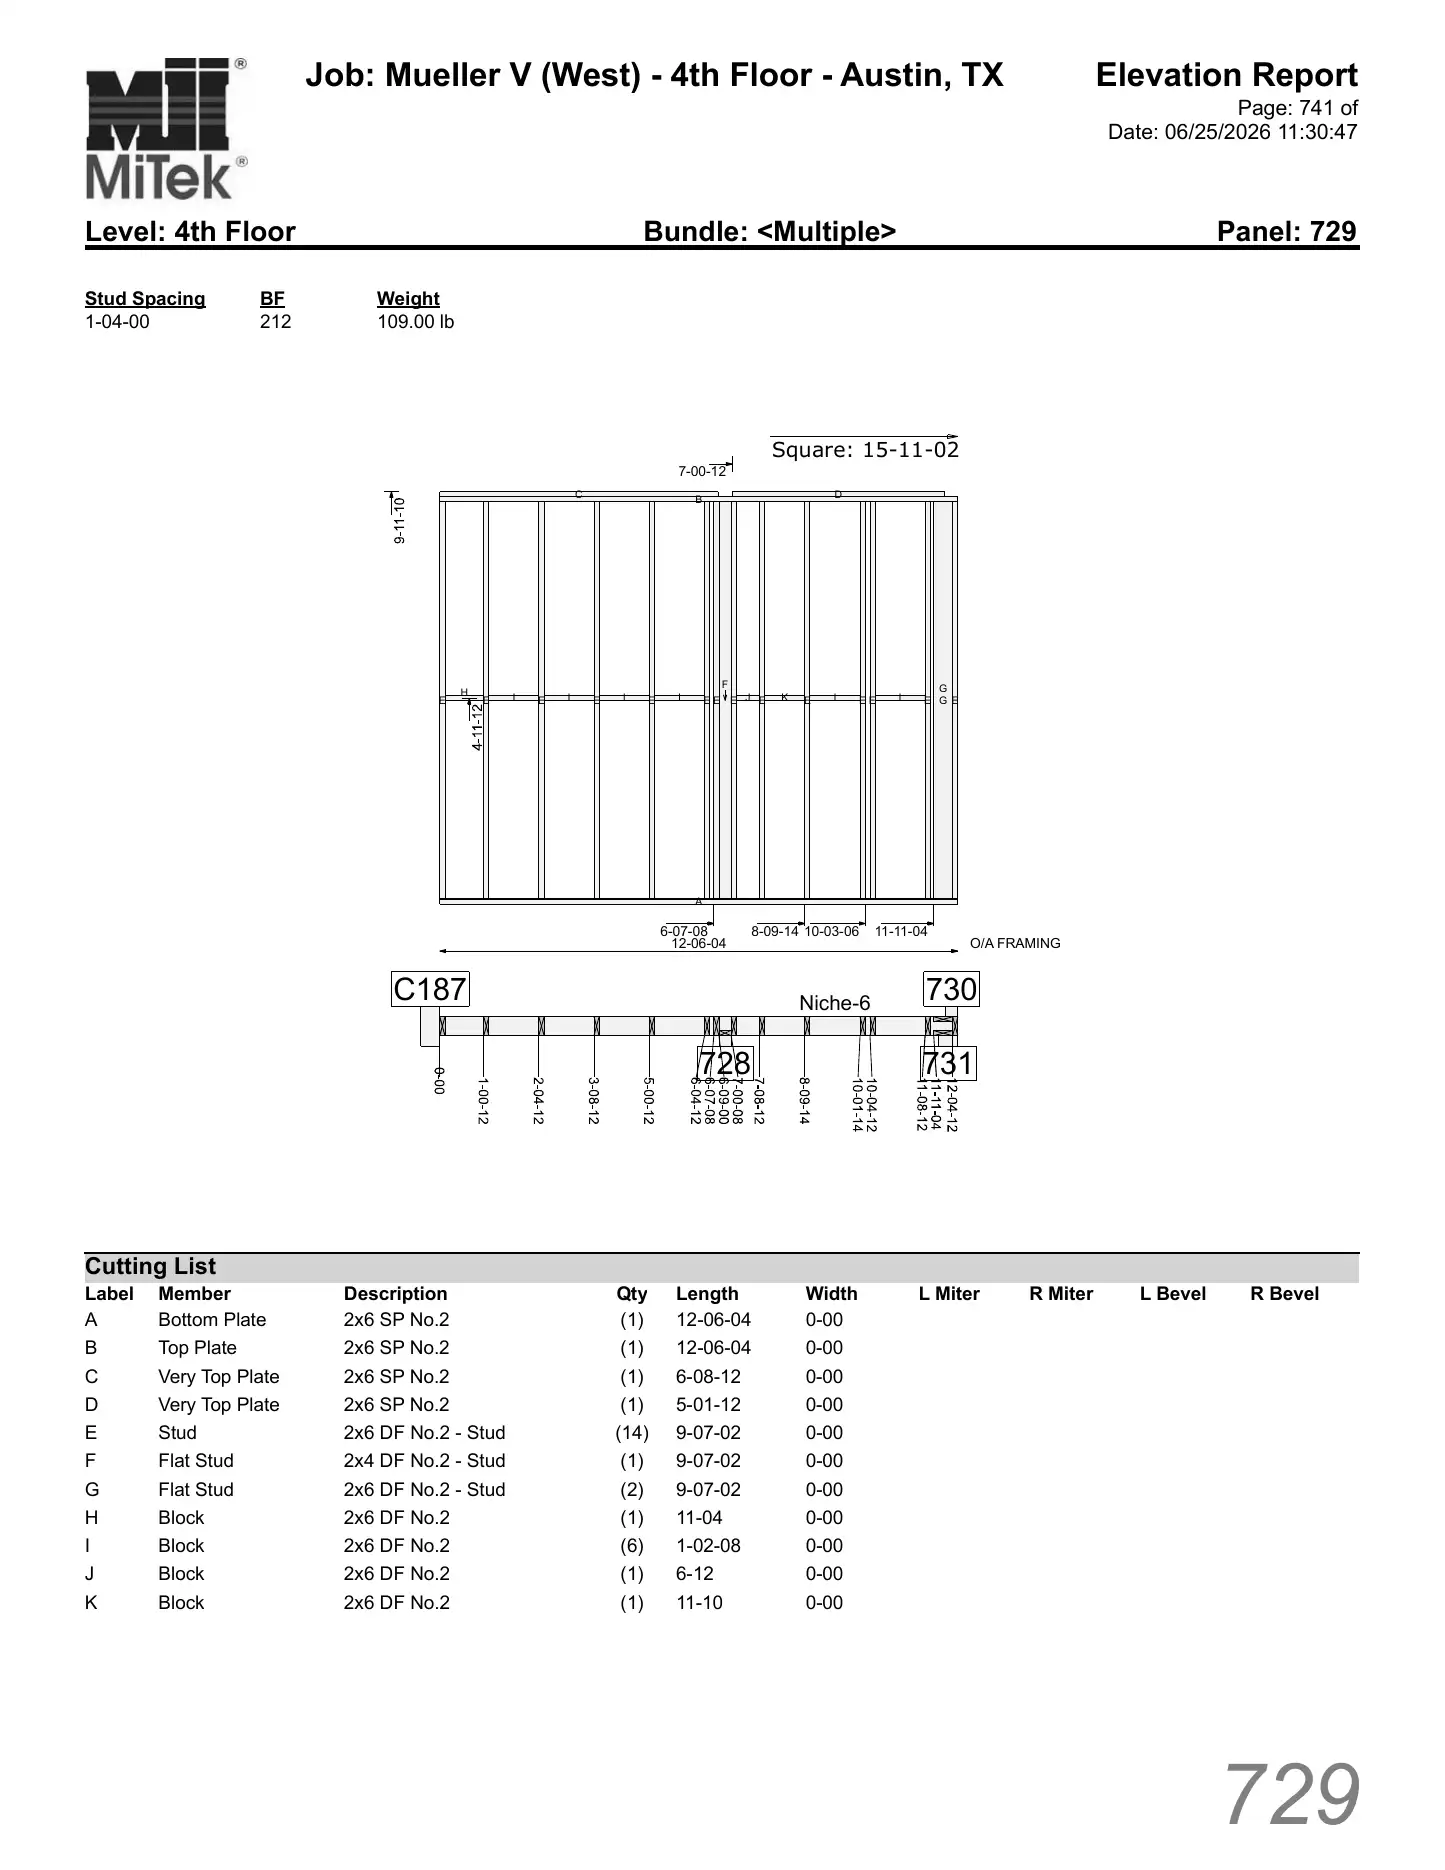 Job: Mueller V (West) - 4th Floor - Austin, TX
Elevation Report
Page: 741 of
Date: 06/25/2026 11:30:47
MiTek®
Level: 4th Floor
Bundle: <Multiple>
Panel: 729
Stud Spacing BF Weight
1-04-00 212 109.00 lb
Square: 15-11-02
7-00-12
C B D
9-11-10
F
G
H I I I I J K I I
G
4-11-12
A
6-07-08 8-09-14 10-03-06 11-11-04
12-06-04 O/A FRAMING
C187 730
Niche-6
728 731
0-00 1-00-12 2-04-12 3-08-12 5-00-12 6-04-12 6-07-08 6-09-00 7-00-08 7-08-12 8-09-14 10-01-14 10-04-12 11-08-12 11-11-04 12-04-12
Cutting List
Label Member Description Qty Length Width L Miter R Miter L Bevel R Bevel
A Bottom Plate 2x6 SP No.2 (1) 12-06-04 0-00
B Top Plate 2x6 SP No.2 (1) 12-06-04 0-00
C Very Top Plate 2x6 SP No.2 (1) 6-08-12 0-00
D Very Top Plate 2x6 SP No.2 (1) 5-01-12 0-00
E Stud 2x6 DF No.2 - Stud (14) 9-07-02 0-00
F Flat Stud 2x4 DF No.2 - Stud (1) 9-07-02 0-00
G Flat Stud 2x6 DF No.2 - Stud (2) 9-07-02 0-00
H Block 2x6 DF No.2 (1) 11-04 0-00
I Block 2x6 DF No.2 (6) 1-02-08 0-00
J Block 2x6 DF No.2 (1) 6-12 0-00
K Block 2x6 DF No.2 (1) 11-10 0-00
729